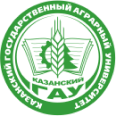 КАЗАНСКИЙ ГОСУДАРСТВЕННЫЙ АГРАРНЫЙ УНИВЕРСИТЕТ
КАЗАНСКИЙ
ГАУ